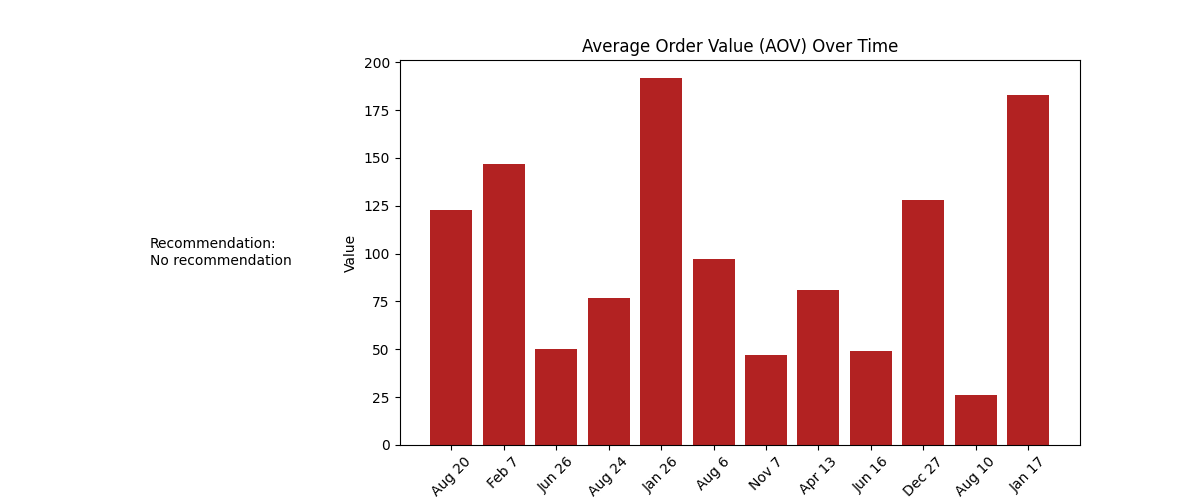 Average Order Value (AOV) Over Time
Recommendation:
No recommendation
Value
200
175
150
125
100
75
50
25
0
Aug 20
Feb 7
Jun 26
Aug 24
Jan 26
Aug 6
Nov 7
Apr 13
Jun 16
Dec 27
Aug 10
Jan 17